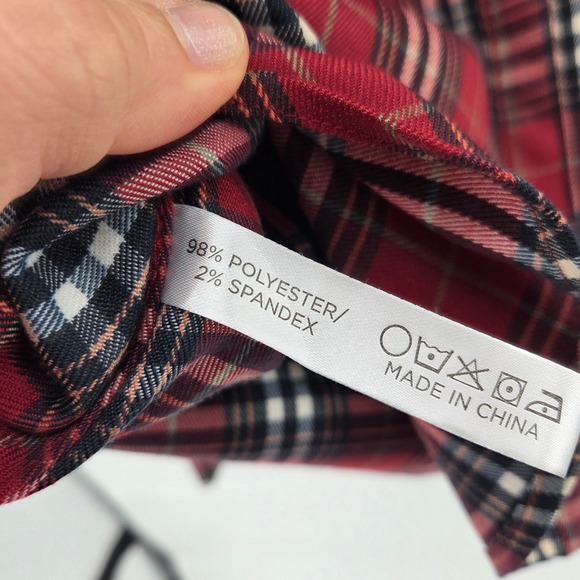 98% POLYESTER/
2% SPANDEX
MADE IN CHINA